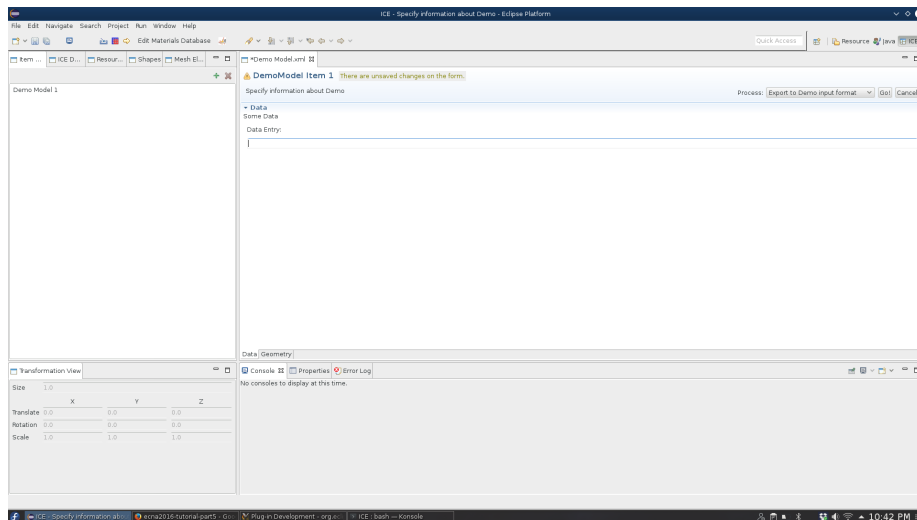 ICE - Specify information about Demo - Eclipse Platform
File Edit Navigate Search Project Run Window Help
Edit Materials Database
Quick Access
Resource Java ICE
Item ... ICE D... Resour... Shapes Mesh El...
*Demo Model.xml
Demo Model 1
DemoModel Item 1 There are unsaved changes on the form.
Specify information about Demo
Process: Export to Demo input format Go! Cancel
Data
Some Data
Data Entry:
Data Geometry
Transformation View
Size 1.0
X Y Z
Translate 0.0 0.0 0.0
Rotation 0.0 0.0 0.0
Scale 1.0 1.0 1.0
Console Properties Error Log
No consoles to display at this time.
ICE - Specify information abo
ecna2016-tutorial-part5 : Go
Plug-in Development - org.ec
ICE : bash — Konsole
10:42 PM